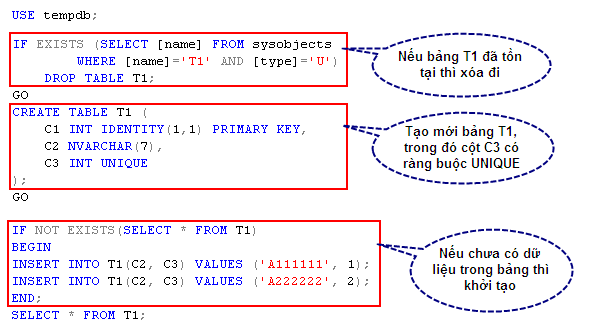 USE tempdb;
IF EXISTS (SELECT [name] FROM sysobjects
WHERE [name]='T1' AND [type]='U')
DROP TABLE T1;
GO
Nếu bảng T1 đã tồn
tại thì xóa đi
CREATE TABLE T1 (
C1 INT IDENTITY(1,1) PRIMARY KEY,
C2 NVARCHAR(7),
C3 INT UNIQUE
);
GO
Tạo mới bảng T1,
trong đó cột C3 có
ràng buộc UNIQUE
IF NOT EXISTS(SELECT * FROM T1)
BEGIN
INSERT INTO T1(C2, C3) VALUES ('A111111', 1);
INSERT INTO T1(C2, C3) VALUES ('A222222', 2);
END;
SELECT * FROM T1;
Nếu chưa có dữ
liệu trong bảng thì
khởi tạo